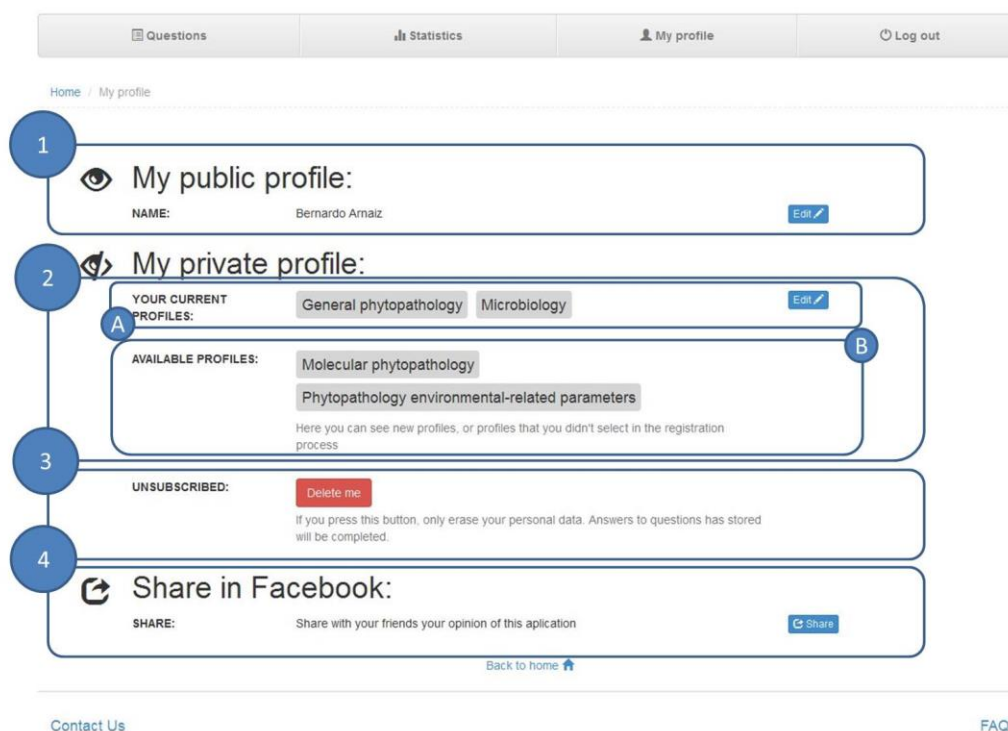 Questions
Statistics
My profile
Log out
Home / My profile
1
My public profile:
NAME: Bernardo Arnaiz Edit
2
My private profile:
YOUR CURRENT General phytopathology Microbiology Edit
PROFILES:
A
B
AVAILABLE PROFILES: Molecular phytopathology
Phytopathology environmental-related parameters
Here you can see new profiles, or profiles that you didn't select in the registration
process
3
UNSUBSCRIBED: Delete me
If you press this button, only erase your personal data. Answers to questions has stored
will be completed.
4
Share in Facebook:
SHARE: Share with your friends your opinion of this aplication Share
Back to home
Contact Us
FAQ